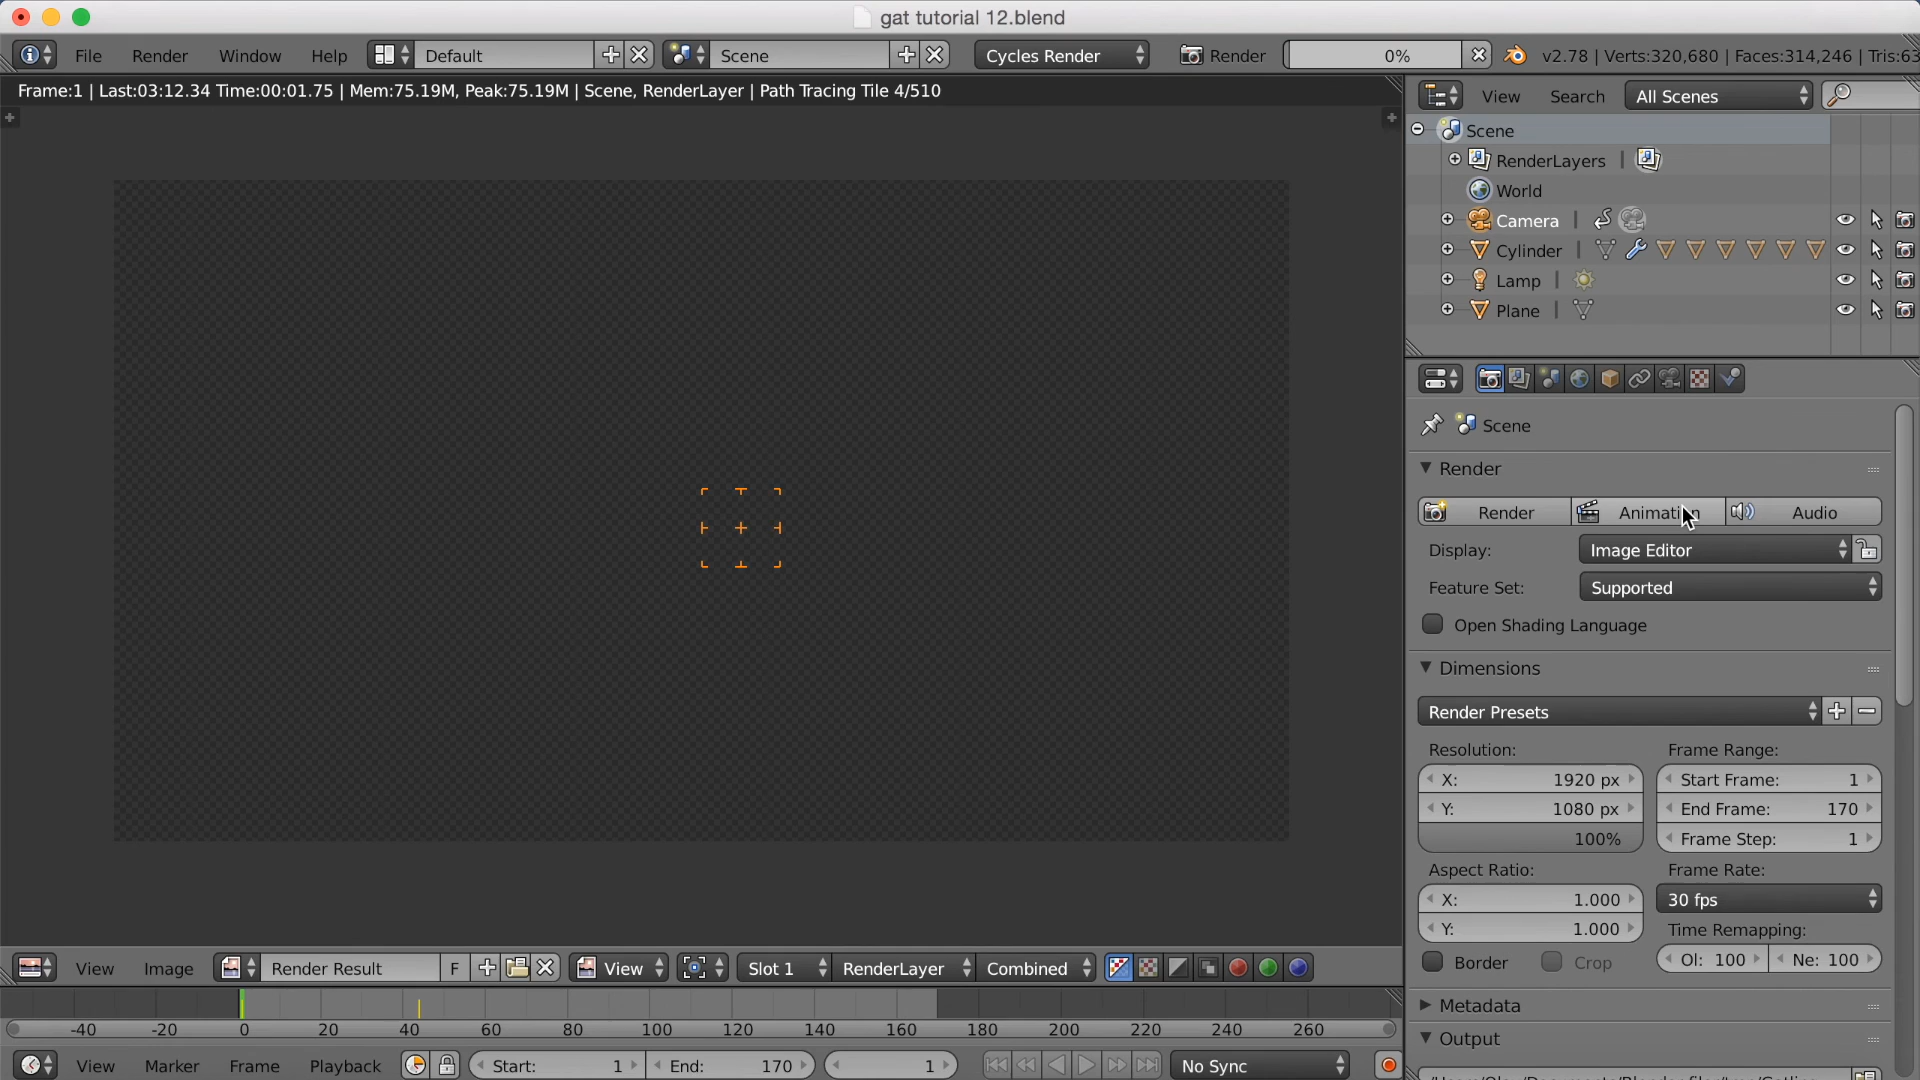 gat tutorial 12.blend
File Render Window Help Default Scene Cycles Render Render 0% v2.78 | Verts:320,680 | Faces:314,246 | Tris:63
Frame:1 | Last:03:12.34 Time:00:01.75 | Mem:75.19M, Peak:75.19M | Scene, RenderLayer | Path Tracing Tile 4/510
View Search All Scenes
Scene
RenderLayers |
World
Camera |
Cylinder |
Lamp |
Plane |
Scene
Render
Render Animation Audio
Display: Image Editor
Feature Set: Supported
Open Shading Language
Dimensions
Render Presets
Resolution: Frame Range:
X: 1920 px Start Frame: 1
Y: 1080 px End Frame: 170
100% Frame Step: 1
Aspect Ratio: Frame Rate:
X: 1.000 30 fps
Y: 1.000 Time Remapping:
Border Crop Ol: 100 Ne: 100
Metadata
Output
View Image Render Result F View Slot 1 RenderLayer Combined
-40 -20 0 20 40 60 80 100 120 140 160 180 200 220 240 260
View Marker Frame Playback Start: 1 End: 170 1 No Sync